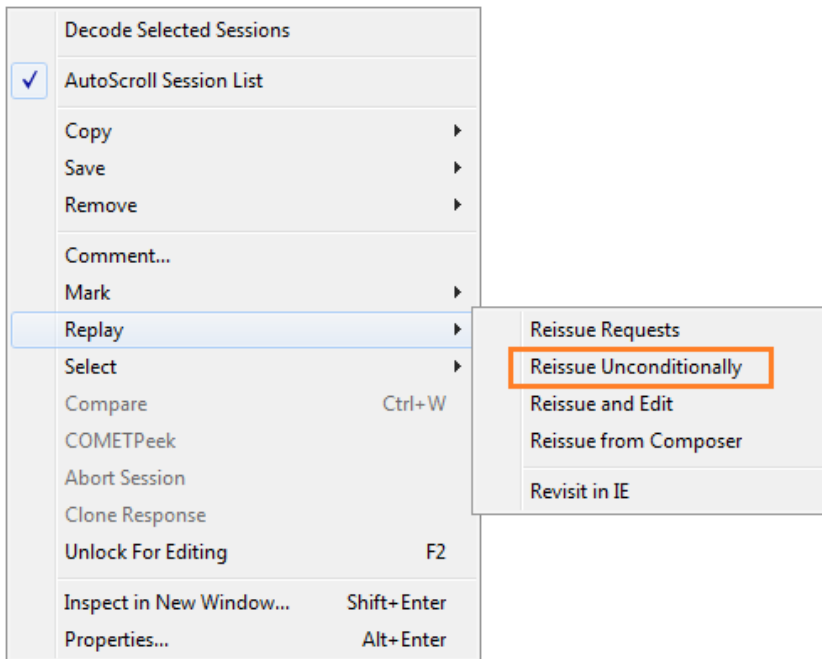 Decode Selected Sessions
AutoScroll Session List
Copy
Save
Remove
Comment...
Mark
Replay
Select
Compare Ctrl+W
COMETPeek
Abort Session
Clone Response
Unlock For Editing F2
Inspect in New Window... Shift+Enter
Properties... Alt+Enter
Reissue Requests
Reissue Unconditionally
Reissue and Edit
Reissue from Composer
Revisit in IE